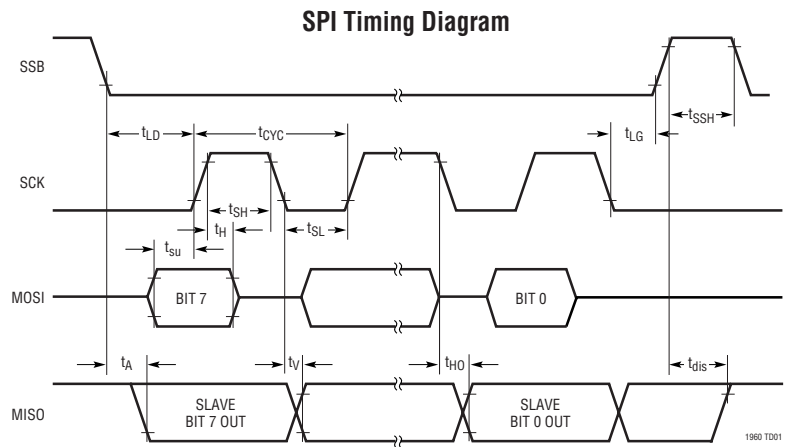 SPI Timing Diagram
SSB
tSSH
tLD
tCYC
tLG
SCK
tSH
tH
tSL
tsu
MOSI
BIT 7
BIT 0
tA
tV
tHO
tdis
MISO
SLAVE
BIT 7 OUT
SLAVE
BIT 0 OUT
1960 TD01